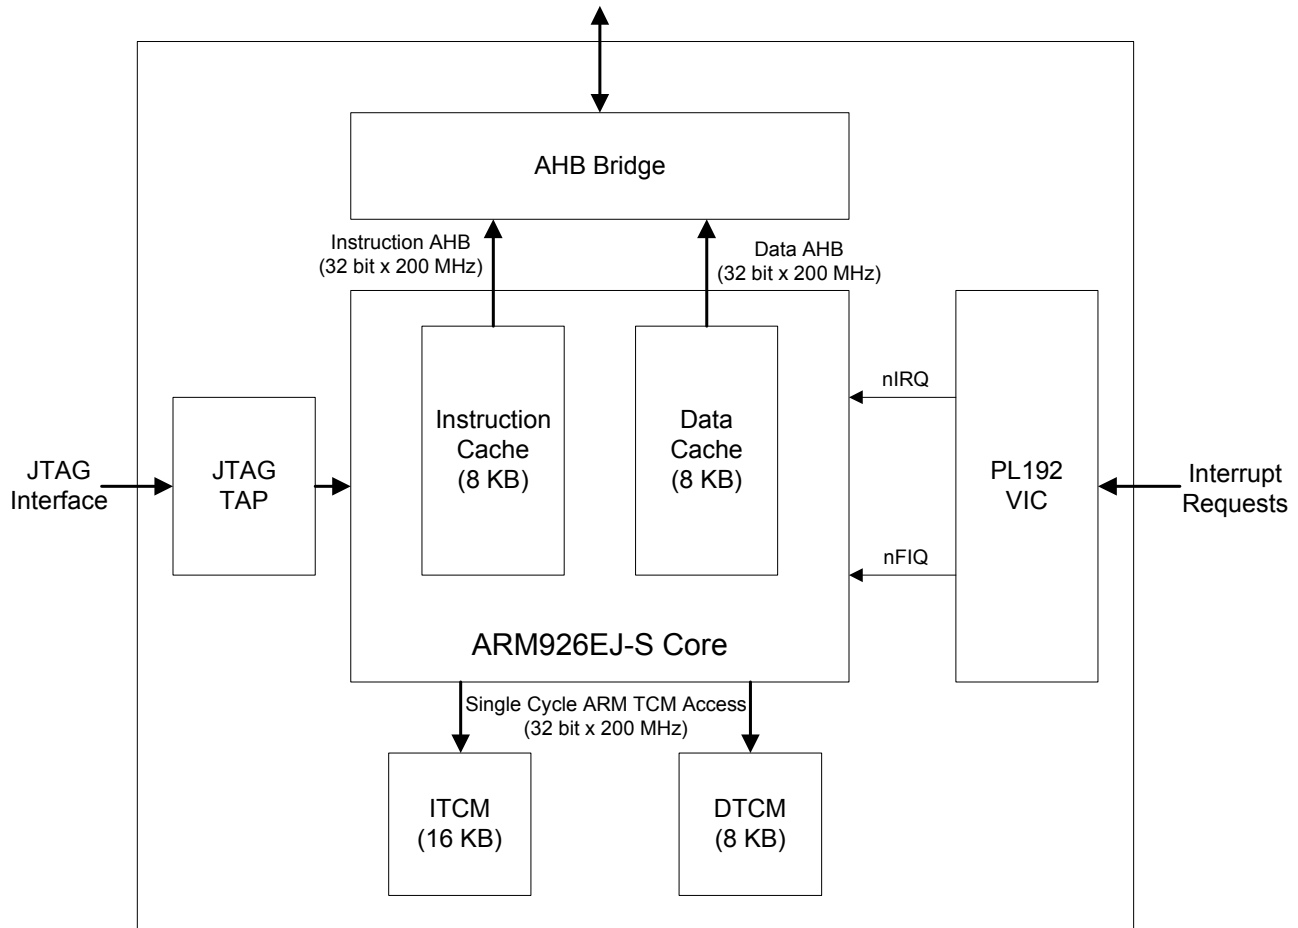 AHB Bridge
Instruction AHB
(32 bit x 200 MHz)
Data AHB
(32 bit x 200 MHz)
Instruction
Cache
(8 KB)
Data
Cache
(8 KB)
nIRQ
JTAG
Interface
JTAG
TAP
PL192
VIC
Interrupt
Requests
nFIQ
ARM926EJ-S Core
Single Cycle ARM TCM Access
(32 bit x 200 MHz)
ITCM
(16 KB)
DTCM
(8 KB)